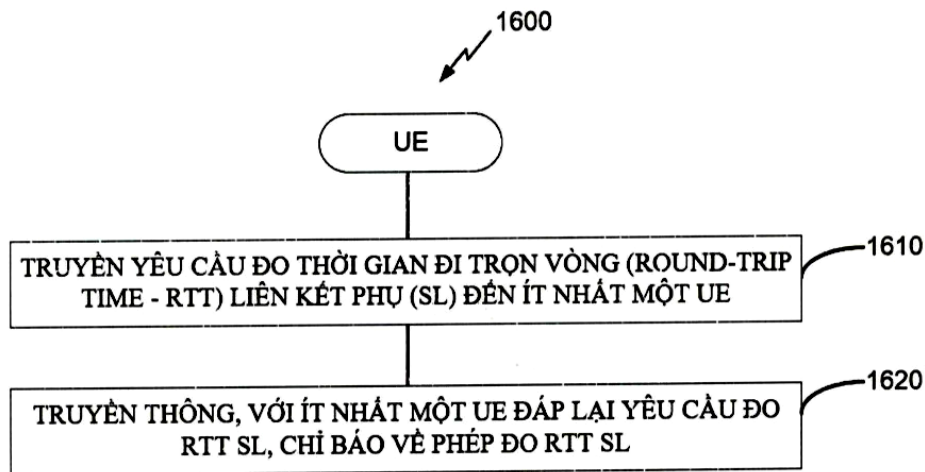 1600
UE
1610
TRUYỀN YÊU CẦU ĐO THỜI GIAN ĐI TRỌN VÒNG (ROUND-TRIP
TIME - RTT) LIÊN KẾT PHỤ (SL) ĐẾN ÍT NHẤT MỘT UE
1620
TRUYỀN THÔNG, VỚI ÍT NHẤT MỘT UE ĐÁP LẠI YÊU CẦU ĐO
RTT SL, CHỈ BÁO VỀ PHÉP ĐO RTT SL